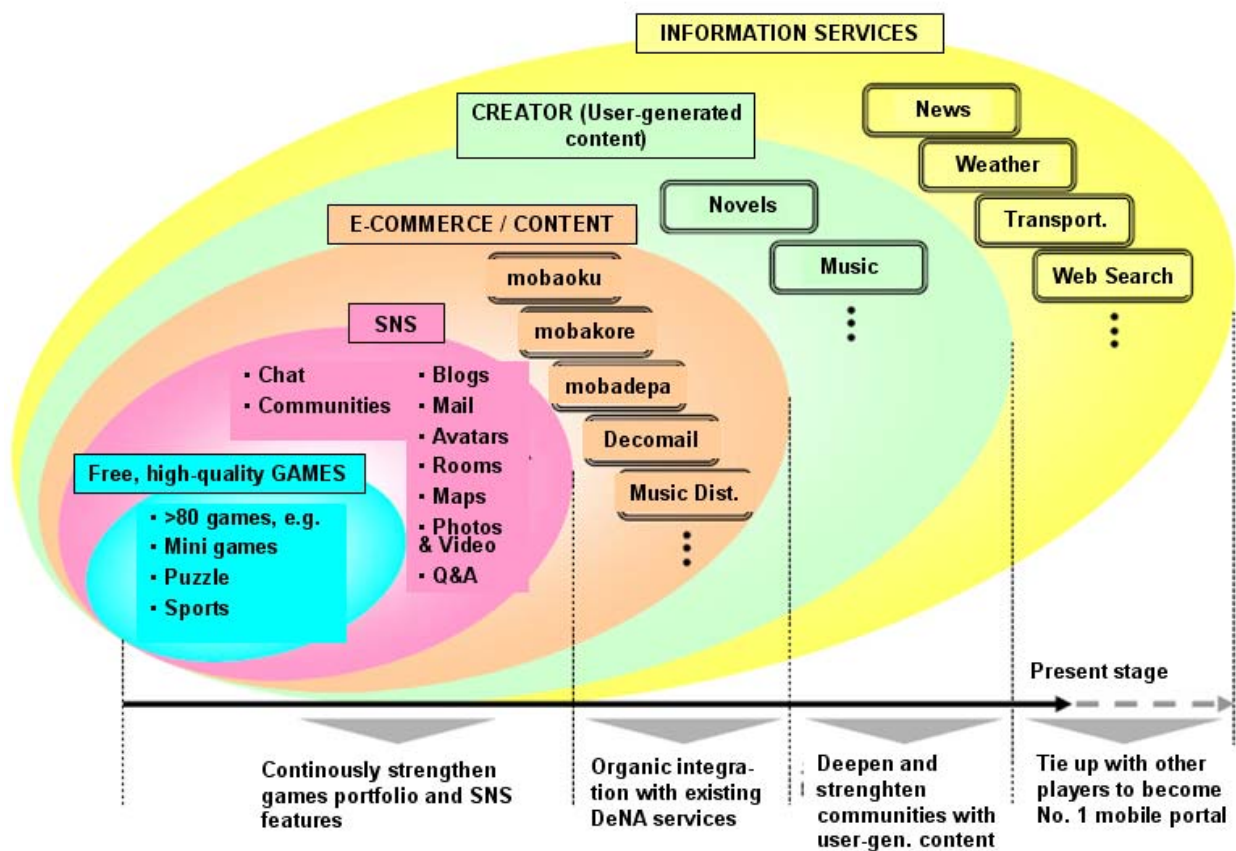 INFORMATION SERVICES
News
Weather
Transport.
Web Search
CREATOR (User-generated
content)
Novels
Music
E-COMMERCE / CONTENT
mobaoku
mobakore
mobadepa
Decomail
Music Dist.
SNS
▪ Chat
▪ Communities
▪ Blogs
▪ Mail
▪ Avatars
▪ Rooms
▪ Maps
▪ Photos
& Video
▪ Q&A
Free, high-quality GAMES
▪ >80 games, e.g.
▪ Mini games
▪ Puzzle
▪ Sports
Present stage
Continously strengthen
games portfolio and SNS
features
Organic integra-
tion with existing
DeNA services
Deepen and
strenghten
communities with
user-gen. content
Tie up with other
players to become
No. 1 mobile portal